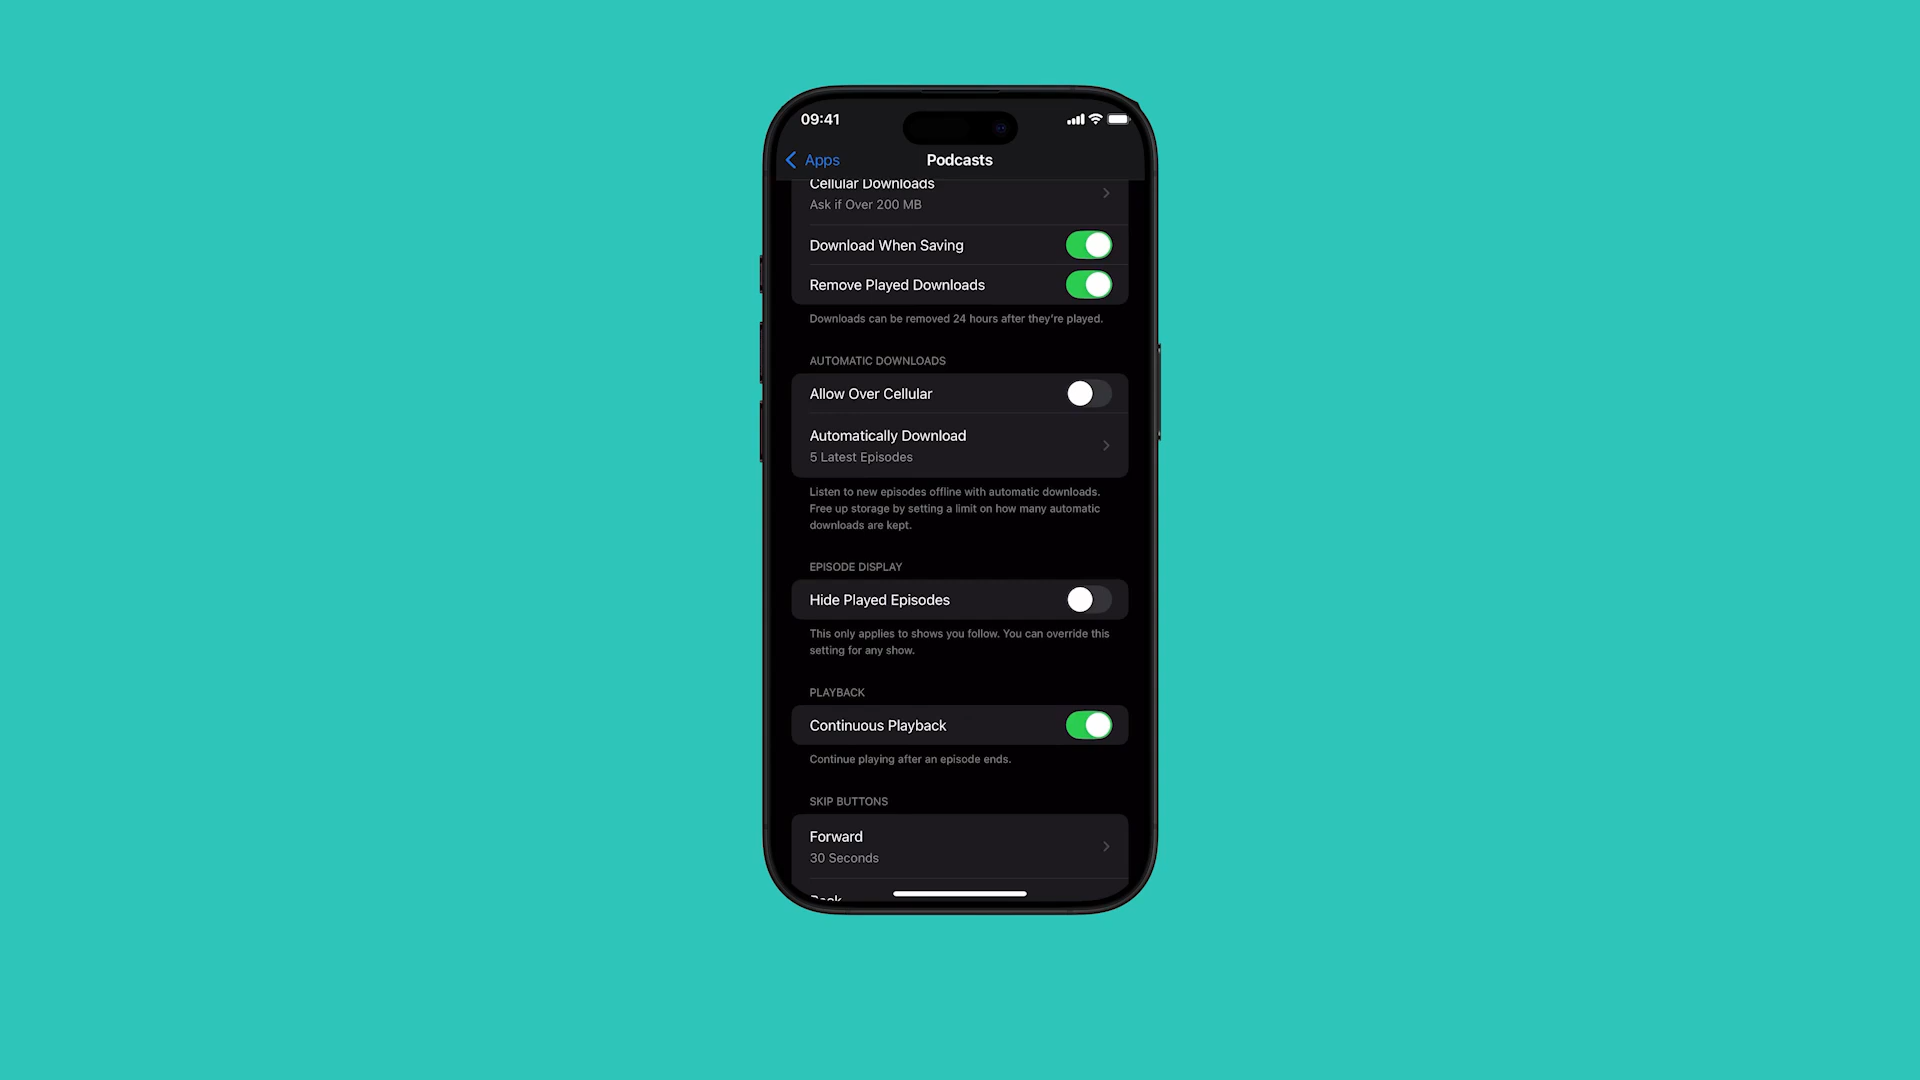 09:41
Apps
Podcasts
Cellular Downloads
Ask if Over 200 MB
Download When Saving
Remove Played Downloads
Downloads can be removed 24 hours after they're played.
AUTOMATIC DOWNLOADS
Allow Over Cellular
Automatically Download
5 Latest Episodes
Listen to new episodes offline with automatic downloads.
Free up storage by setting a limit on how many automatic
downloads are kept.
EPISODE DISPLAY
Hide Played Episodes
This only applies to shows you follow. You can override this
setting for any show.
PLAYBACK
Continuous Playback
Continue playing after an episode ends.
SKIP BUTTONS
Forward
30 Seconds
Back